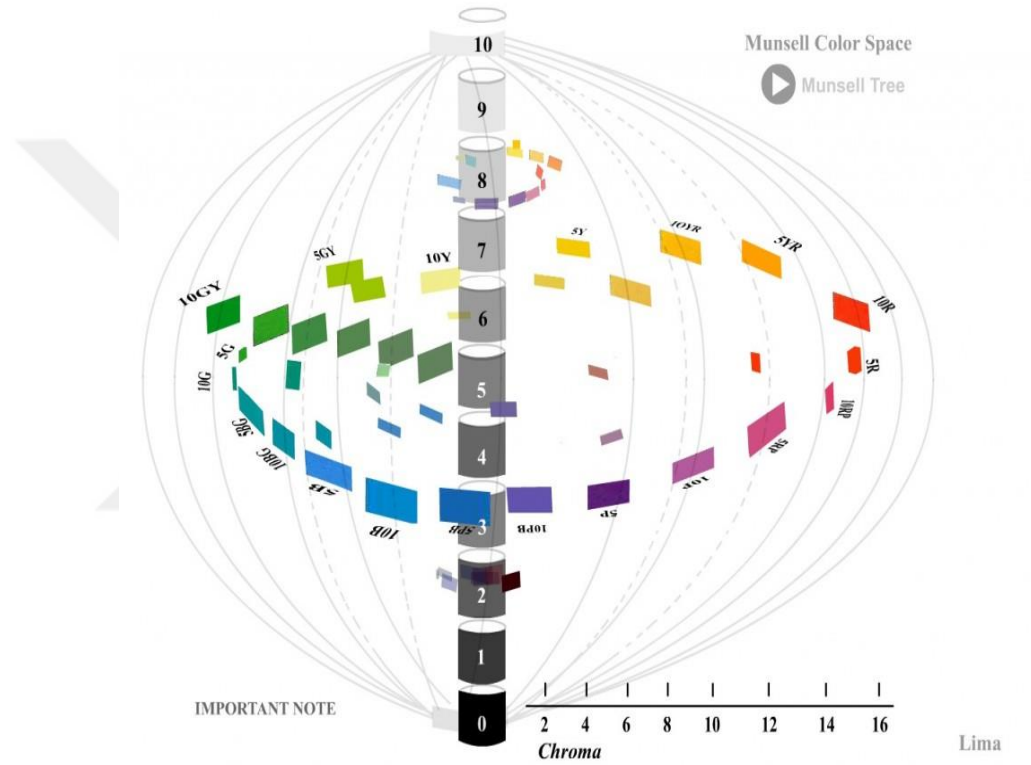 10
Munsell Color Space
Munsell Tree
9
8
7
5Y
10YR
5YR
5GY
10Y
10GY
10R
6
5G
10G
5
5R
10RP
5BG
10BG
4
5RP
5B
10P
10B
5PB
3
10PB
5P
2
1
IMPORTANT NOTE
0
2 4 6 8 10 12 14 16
Chroma
Lima